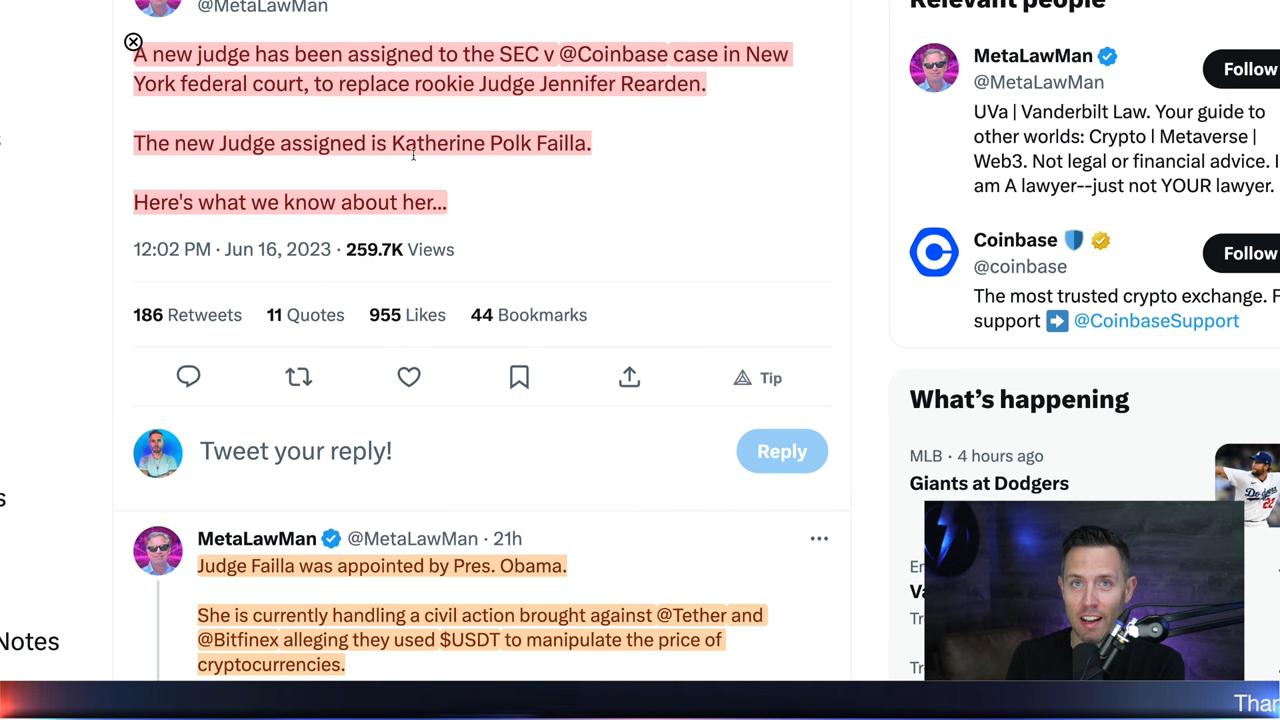 @MetaLawMan
A new judge has been assigned to the SEC v @Coinbase case in New
York federal court, to replace rookie Judge Jennifer Rearden.
The new Judge assigned is Katherine Polk Failla.
Here's what we know about her...
12:02 PM · Jun 16, 2023 · 259.7K Views
186 Retweets 11 Quotes 955 Likes 44 Bookmarks
Tip
Tweet your reply!
Reply
MetaLawMan @MetaLawMan · 21h
Judge Failla was appointed by Pres. Obama.
She is currently handling a civil action brought against @Tether and
@Bitfinex alleging they used $USDT to manipulate the price of
cryptocurrencies.
s
Notes
Relevant people
MetaLawMan
Follow
@MetaLawMan
UVa | Vanderbilt Law. Your guide to
other worlds: Crypto | Metaverse |
Web3. Not legal or financial advice. I
am A lawyer--just not YOUR lawyer.
Coinbase
Follow
@coinbase
The most trusted crypto exchange. F
support @CoinbaseSupport
What's happening
MLB · 4 hours ago
Giants at Dodgers
Dodgers
22
En
Va
Tr
Tr
Than